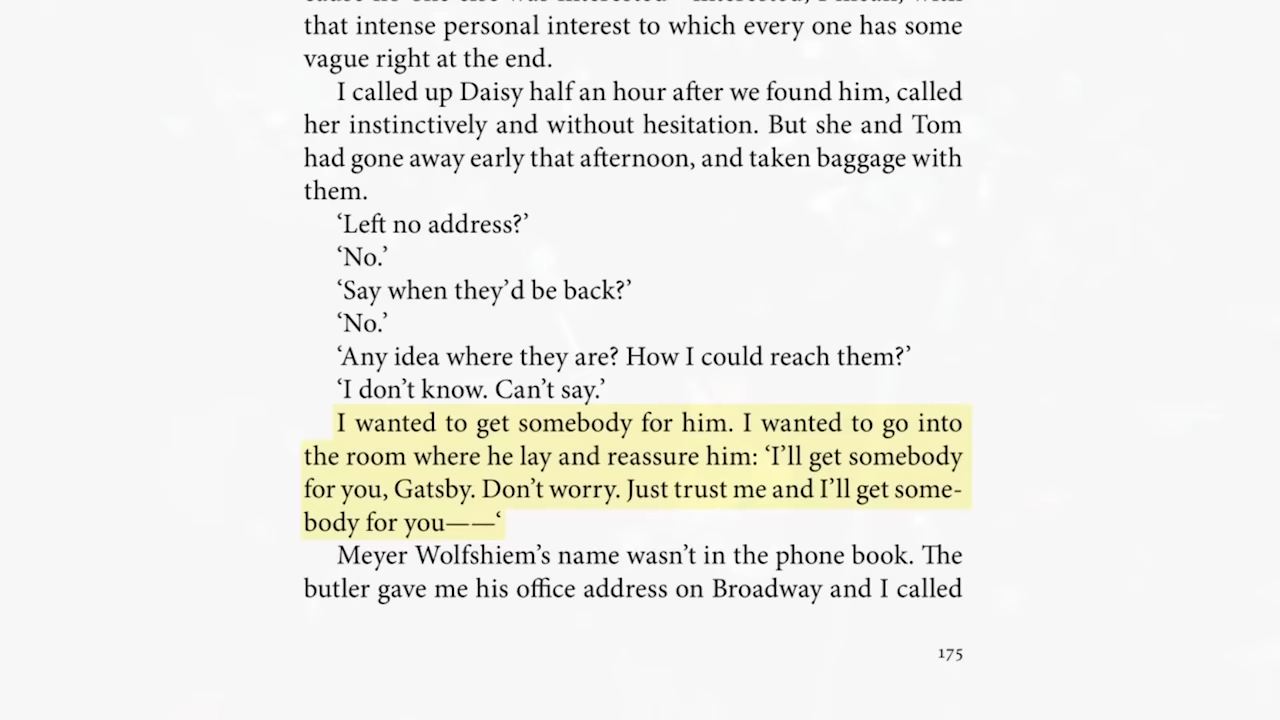 that intense personal interest to which every one has some
vague right at the end.
I called up Daisy half an hour after we found him, called
her instinctively and without hesitation. But she and Tom
had gone away early that afternoon, and taken baggage with
them.
‘Left no address?’
‘No.’
‘Say when they’d be back?’
‘No.’
‘Any idea where they are? How I could reach them?’
‘I don’t know. Can’t say.’
I wanted to get somebody for him. I wanted to go into
the room where he lay and reassure him: ‘I’ll get somebody
for you, Gatsby. Don’t worry. Just trust me and I’ll get some-
body for you——‘
Meyer Wolfshiem’s name wasn’t in the phone book. The
butler gave me his office address on Broadway and I called
175